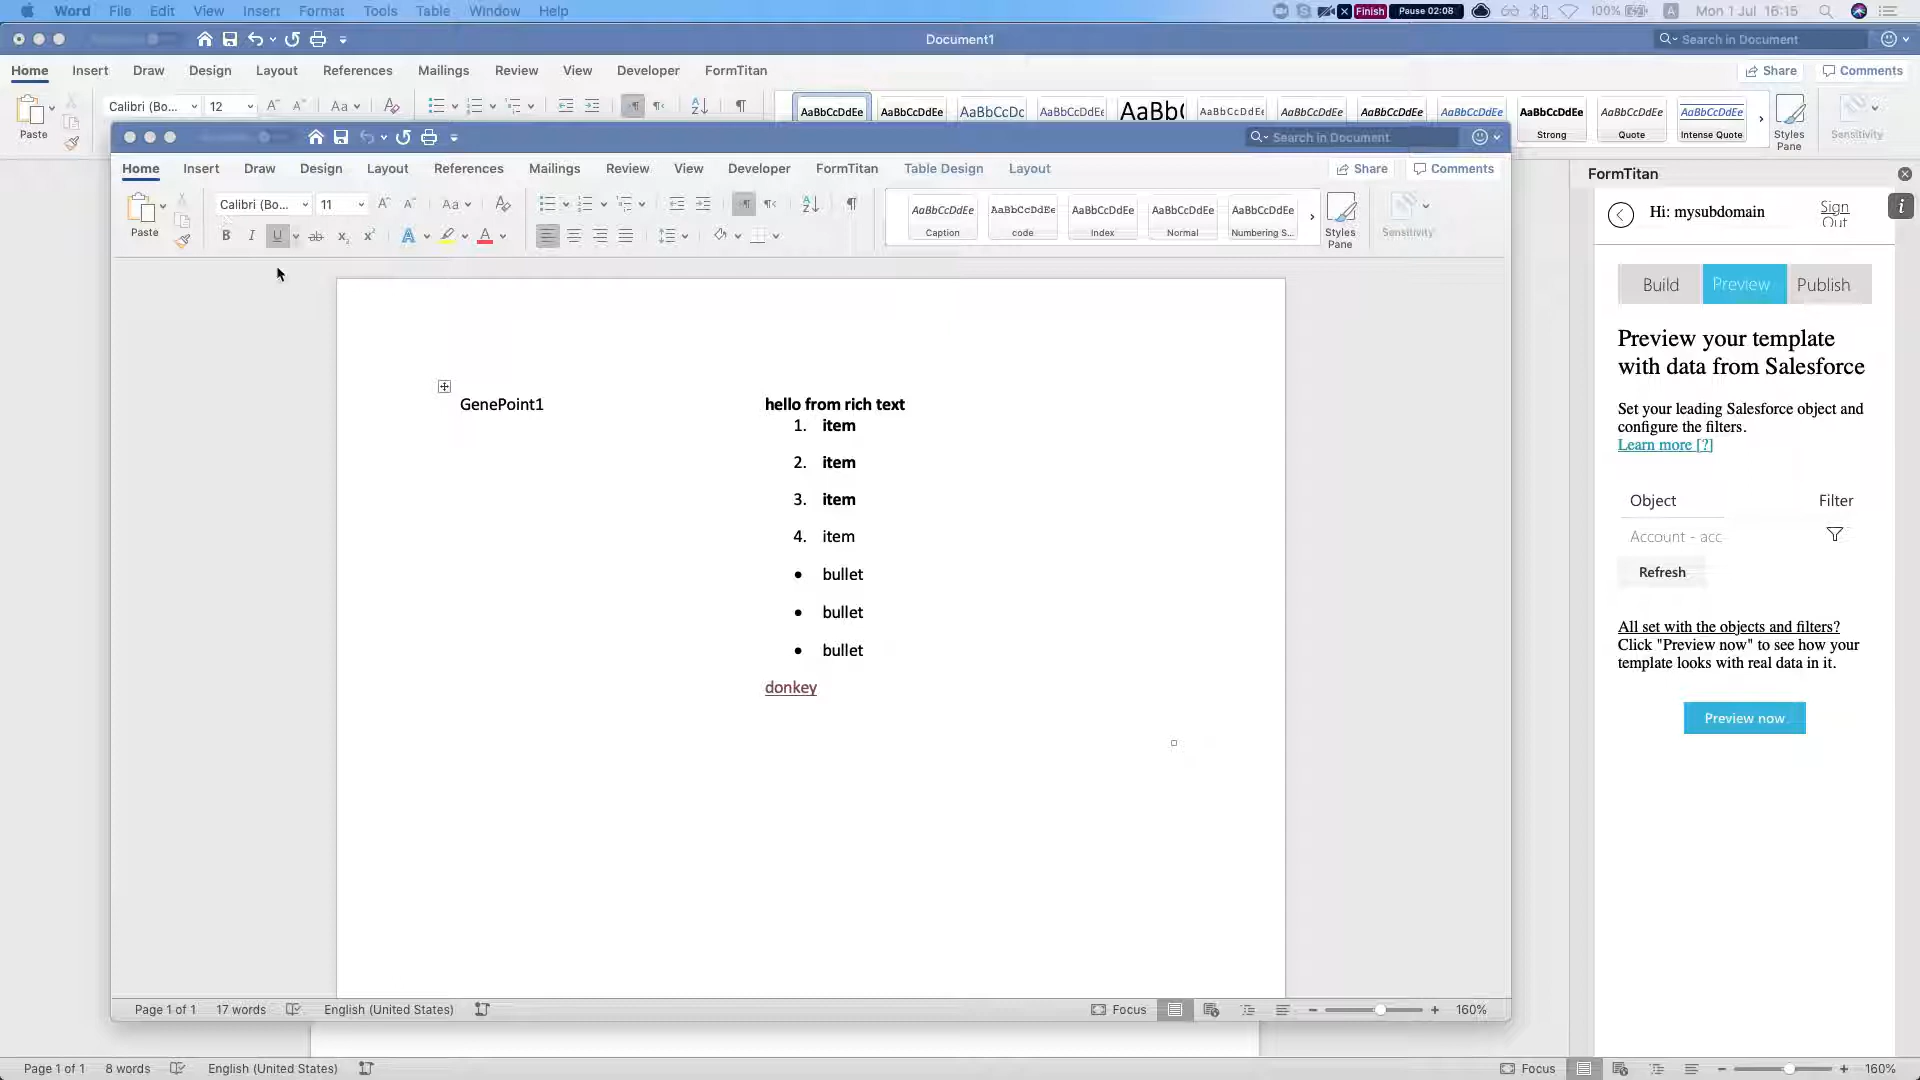 Word File Edit View Insert Format Tools Table Window Help Finish Pause 02:08 100% A Mon 1 Jul 16:15
Document1 Search in Document
Home Insert Draw Design Layout References Mailings Review View Developer FormTitan Share Comments
Paste Calibri (Bo... 12 Aa AaBbCcDdEe AaBbCcDdEe AaBbCcDc AaBbCcDdEe AaBb( AaBbCcDdEe AaBbCcDdEe AaBbCcDdEe AaBbCcDdEe AaBbCcDdEe AaBbCcDdEe AaBbCcDdEe
Strong Quote Intense Quote Styles Pane Sensitivity
Search in Document
Home Insert Draw Design Layout References Mailings Review View Developer FormTitan Table Design Layout Share Comments
Paste Calibri (Bo... 11 Aa AaBbCcDdEe AaBbCcDdEe AaBbCcDdEe AaBbCcDdEe AaBbCcDdEe
B I U ab X₂ X² A A Caption code Index Normal Numbering S... Styles Pane Sensitivity
GenePoint1 hello from rich text
1. item
2. item
3. item
4. item
• bullet
• bullet
• bullet
donkey
Page 1 of 1 17 words English (United States) Focus 160%
FormTitan
Hi: mysubdomain Sign Out
Build Preview Publish
Preview your template
with data from Salesforce
Set your leading Salesforce object and
configure the filters.
Learn more [?]
Object Filter
Account - acc
Refresh
All set with the objects and filters?
Click "Preview now" to see how your
template looks with real data in it.
Preview now
Page 1 of 1 8 words English (United States) Focus 160%